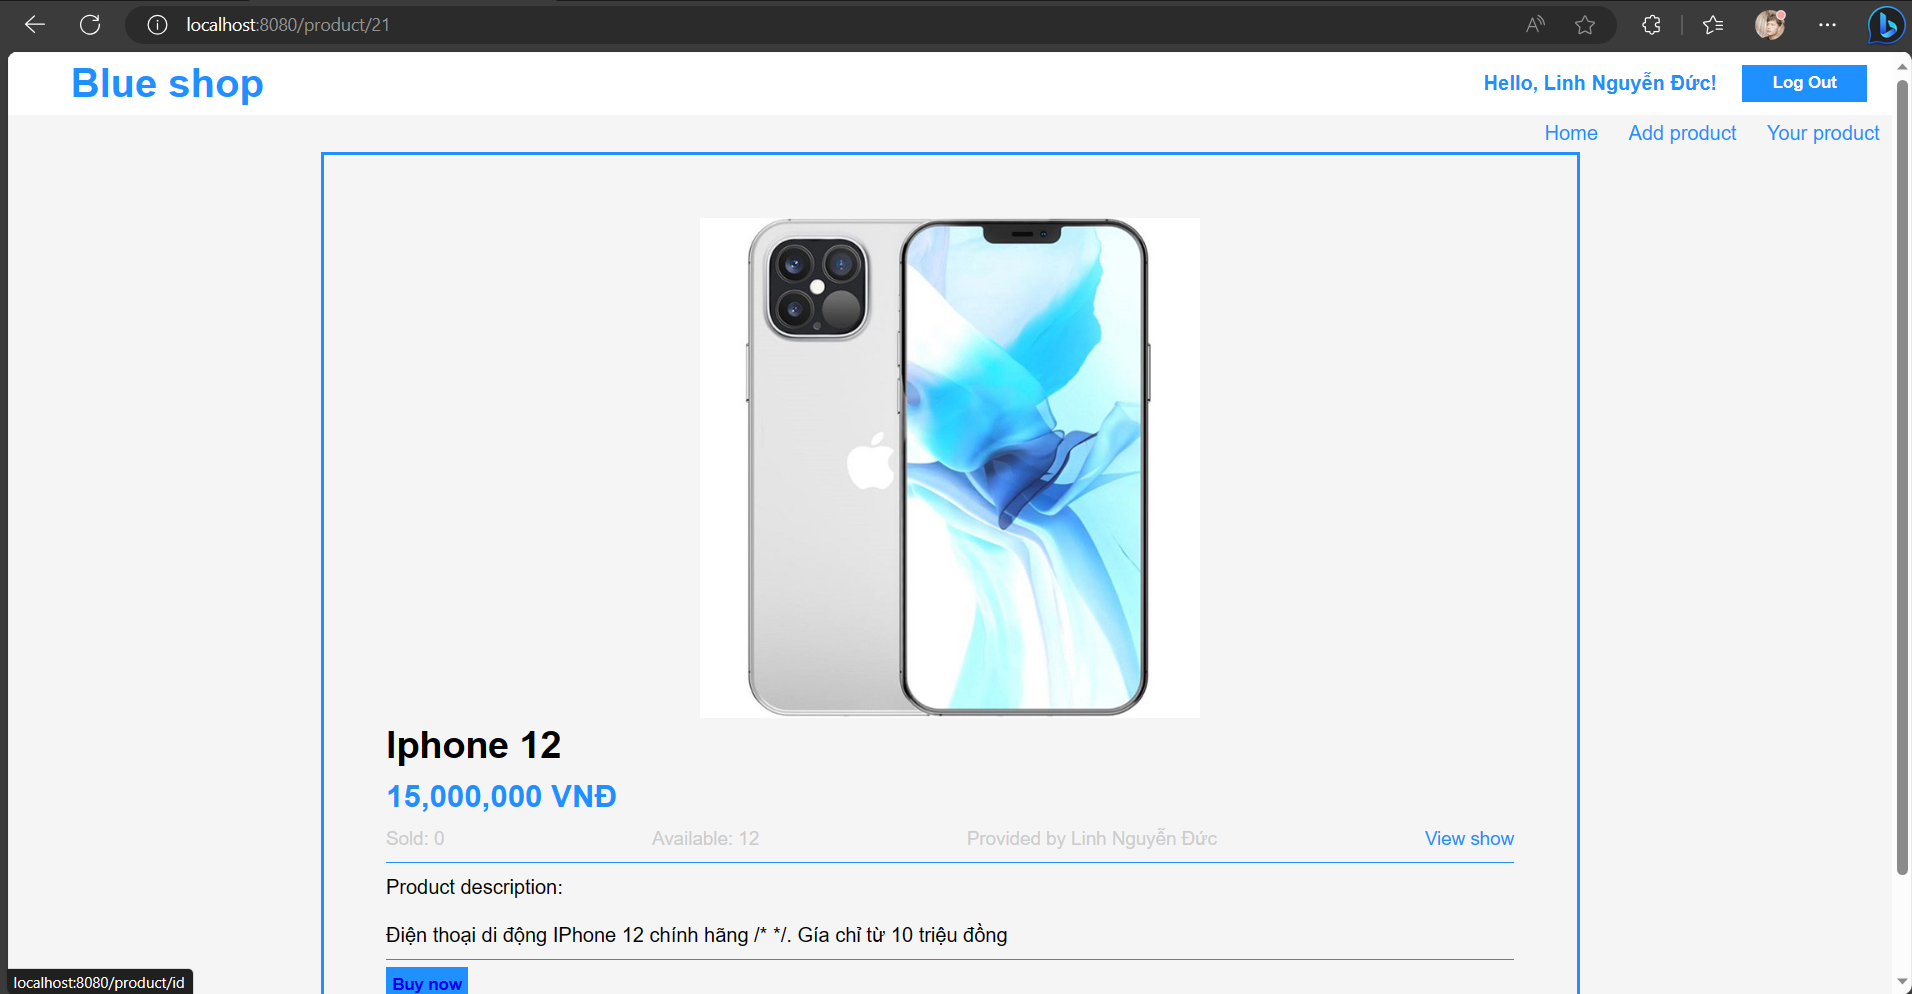 localhost:8080/product/21
Blue shop
Hello, Linh Nguyễn Đức!
Log Out
Home Add product Your product
Iphone 12
15,000,000 VNĐ
Sold: 0 Available: 12 Provided by Linh Nguyễn Đức View show
Product description:
Điện thoại di động IPhone 12 chính hãng /* */. Gía chỉ từ 10 triệu đồng
Buy now
localhost:8080/product/id